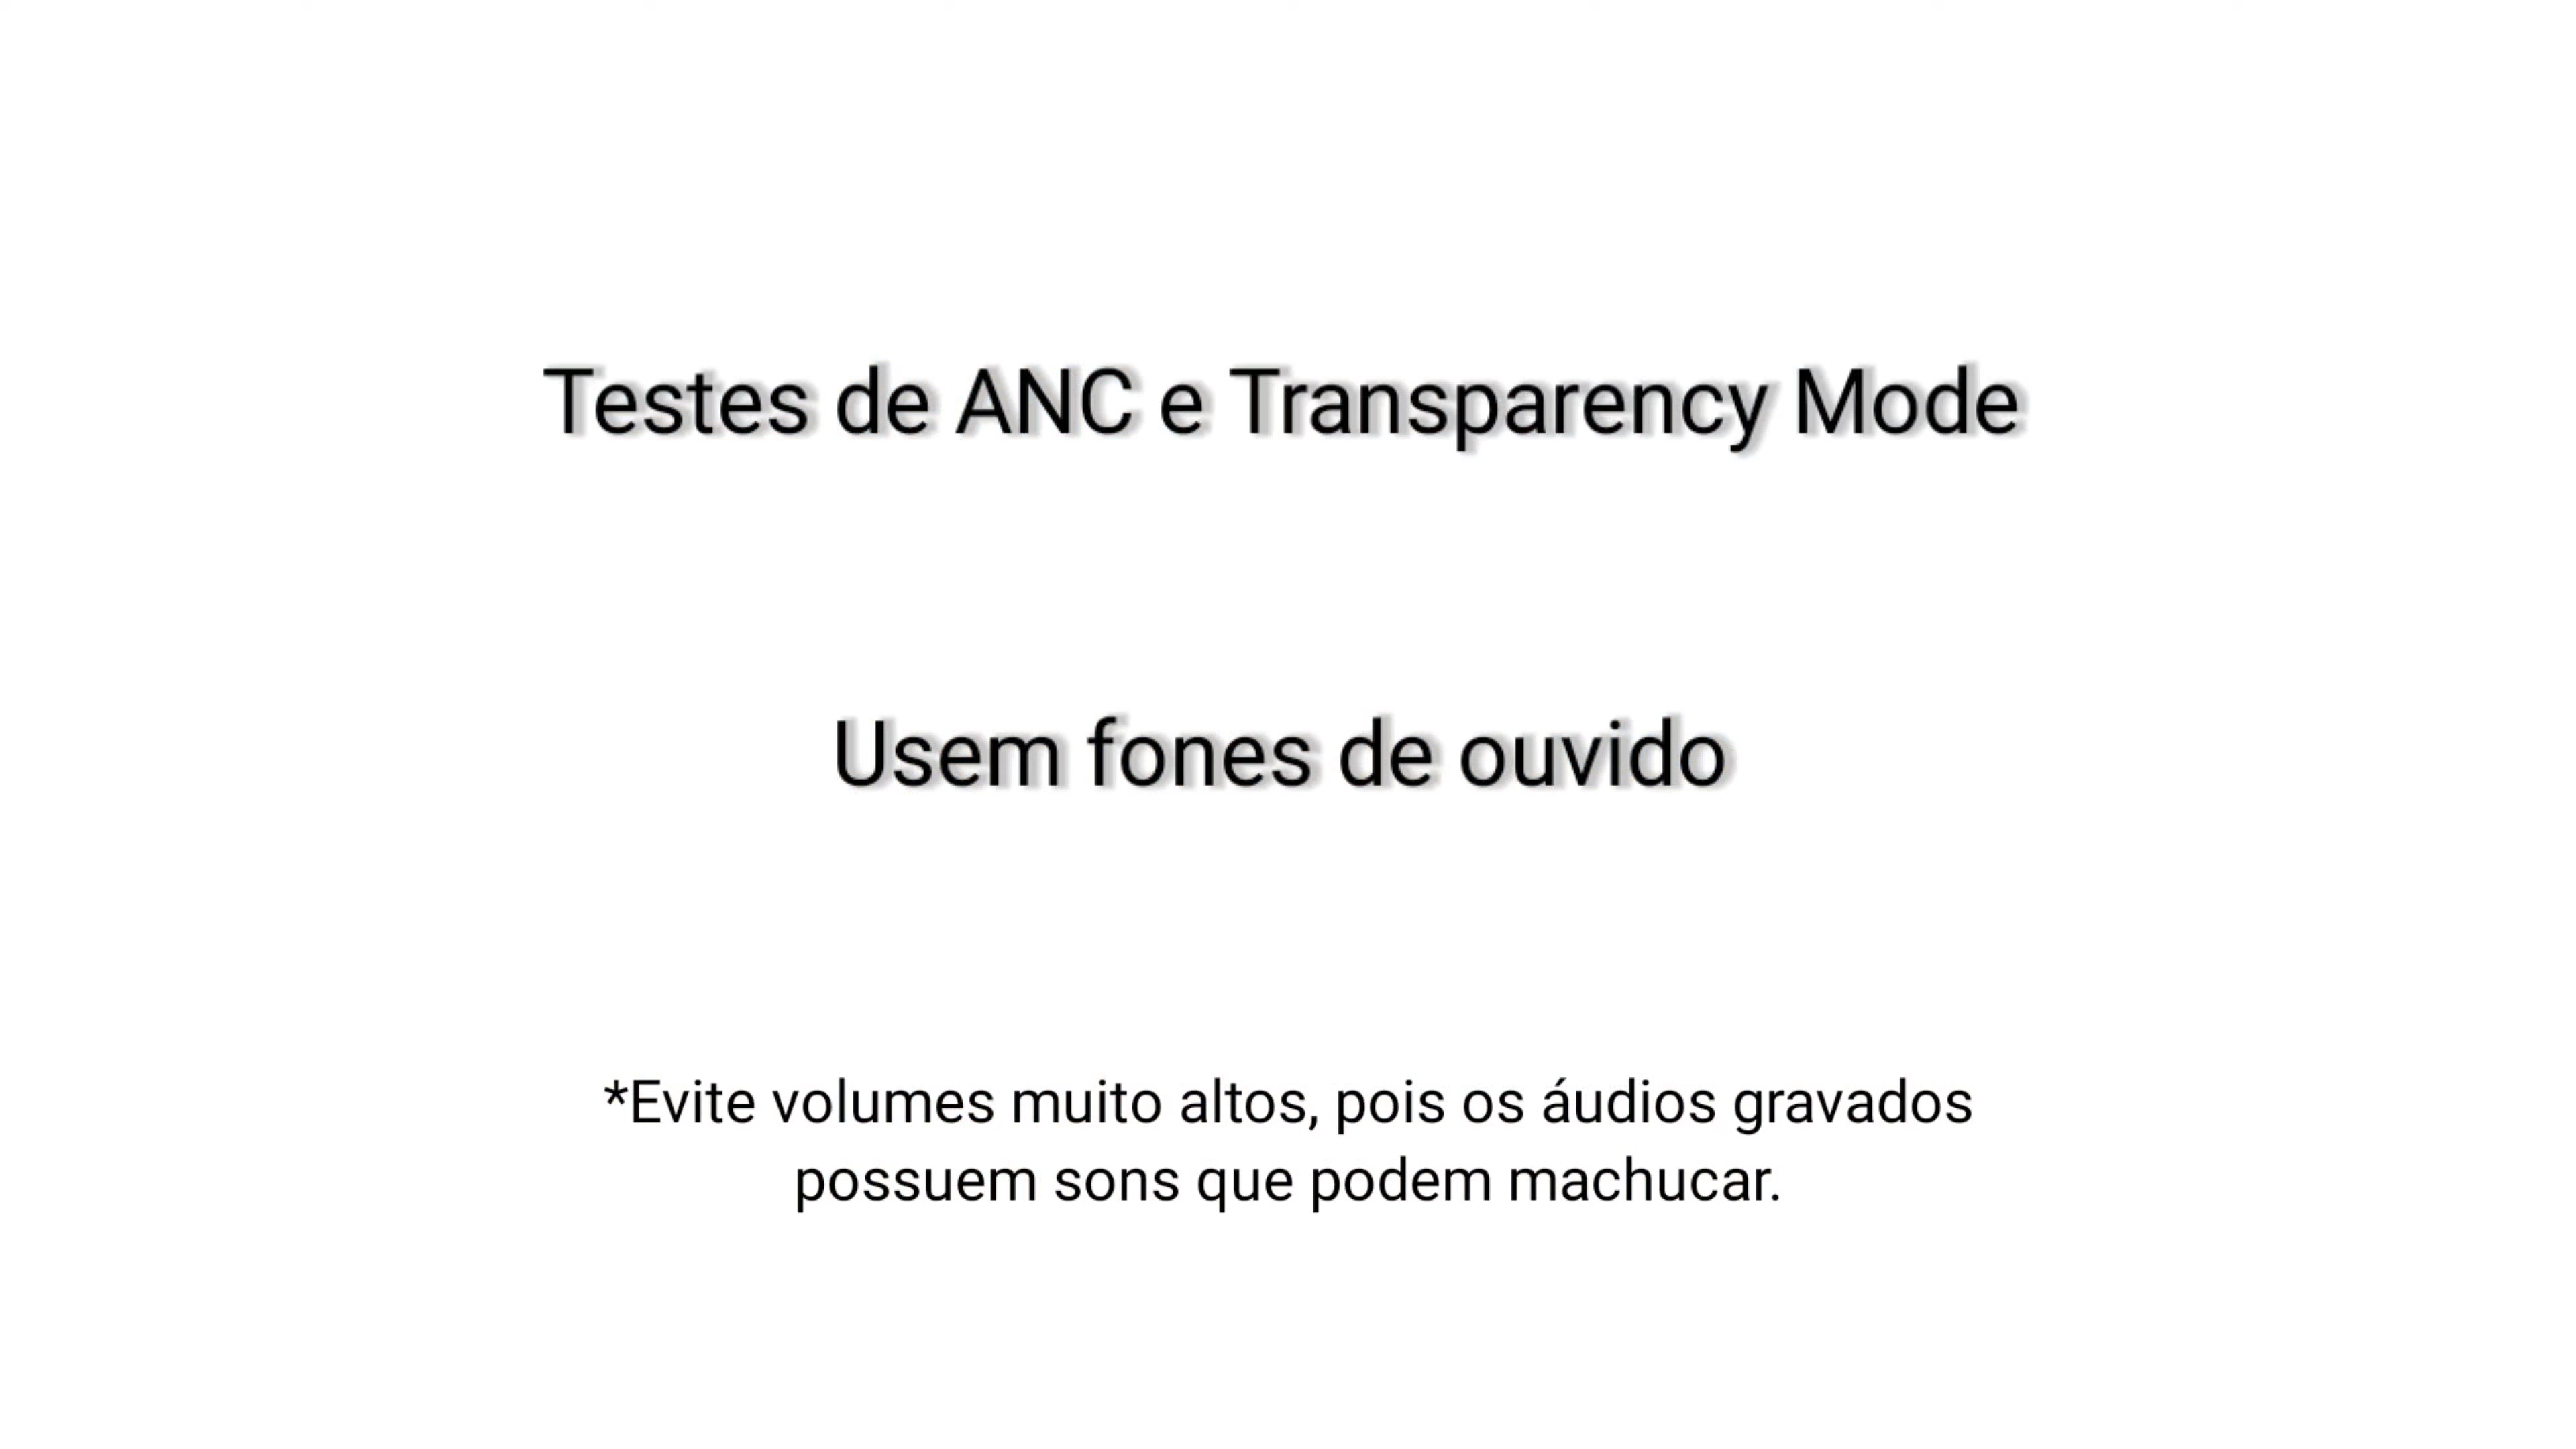 Testes de ANC e Transparency Mode
Usem fones de ouvido
*Evite volumes muito altos, pois os áudios gravados
possuem sons que podem machucar.